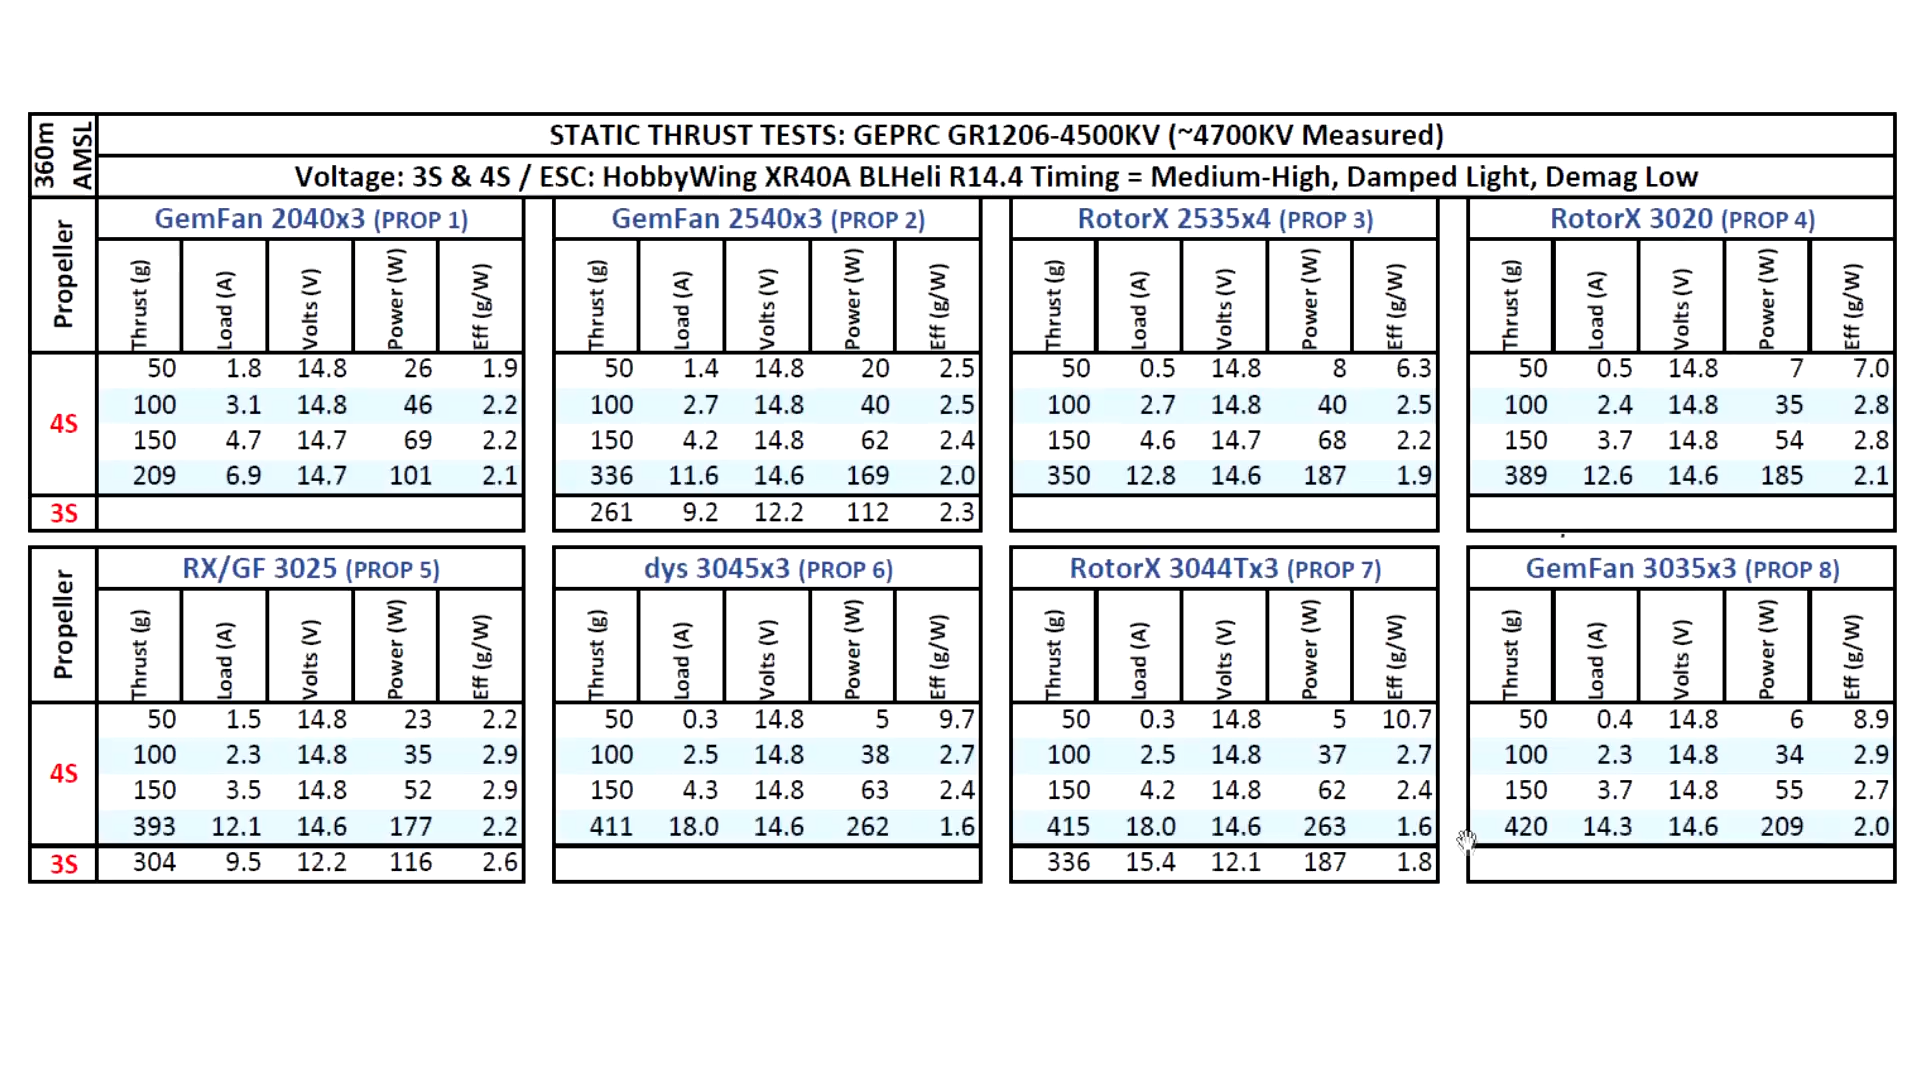 360m AMSL
STATIC THRUST TESTS: GEPRC GR1206-4500KV (~4700KV Measured)
Voltage: 3S & 4S / ESC: HobbyWing XR40A BLHeli R14.4 Timing = Medium-High, Damped Light, Demag Low
Propeller
GemFan 2040x3 (PROP 1) GemFan 2540x3 (PROP 2) RotorX 2535x4 (PROP 3) RotorX 3020 (PROP 4)
Thrust (g) Load (A) Volts (V) Power (W) Eff (g/W) Thrust (g) Load (A) Volts (V) Power (W) Eff (g/W) Thrust (g) Load (A) Volts (V) Power (W) Eff (g/W) Thrust (g) Load (A) Volts (V) Power (W) Eff (g/W)
4S
50 1.8 14.8 26 1.9 50 1.4 14.8 20 2.5 50 0.5 14.8 8 6.3 50 0.5 14.8 7 7.0
100 3.1 14.8 46 2.2 100 2.7 14.8 40 2.5 100 2.7 14.8 40 2.5 100 2.4 14.8 35 2.8
150 4.7 14.7 69 2.2 150 4.2 14.8 62 2.4 150 4.6 14.7 68 2.2 150 3.7 14.8 54 2.8
209 6.9 14.7 101 2.1 336 11.6 14.6 169 2.0 350 12.8 14.6 187 1.9 389 12.6 14.6 185 2.1
3S 261 9.2 12.2 112 2.3
Propeller
RX/GF 3025 (PROP 5) dys 3045x3 (PROP 6) RotorX 3044Tx3 (PROP 7) GemFan 3035x3 (PROP 8)
Thrust (g) Load (A) Volts (V) Power (W) Eff (g/W) Thrust (g) Load (A) Volts (V) Power (W) Eff (g/W) Thrust (g) Load (A) Volts (V) Power (W) Eff (g/W) Thrust (g) Load (A) Volts (V) Power (W) Eff (g/W)
4S
50 1.5 14.8 23 2.2 50 0.3 14.8 5 9.7 50 0.3 14.8 5 10.7 50 0.4 14.8 6 8.9
100 2.3 14.8 35 2.9 100 2.5 14.8 38 2.7 100 2.5 14.8 37 2.7 100 2.3 14.8 34 2.9
150 3.5 14.8 52 2.9 150 4.3 14.8 63 2.4 150 4.2 14.8 62 2.4 150 3.7 14.8 55 2.7
393 12.1 14.6 177 2.2 411 18.0 14.6 262 1.6 415 18.0 14.6 263 1.6 420 14.3 14.6 209 2.0
3S 304 9.5 12.2 116 2.6 336 15.4 12.1 187 1.8